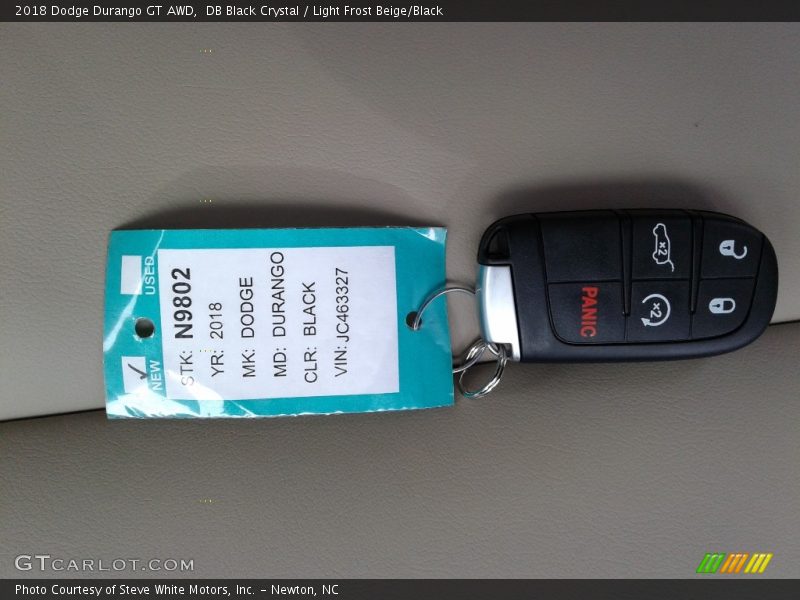 2018 Dodge Durango GT AWD,  DB Black Crystal / Light Frost Beige/Black
USED
NEW
STK: N9802
YR: 2018
MK: DODGE
MD: DURANGO
CLR: BLACK
VIN: JC463327
x2
PANIC
x2
GTCARLOT.COM
Photo Courtesy of Steve White Motors, Inc. – Newton, NC